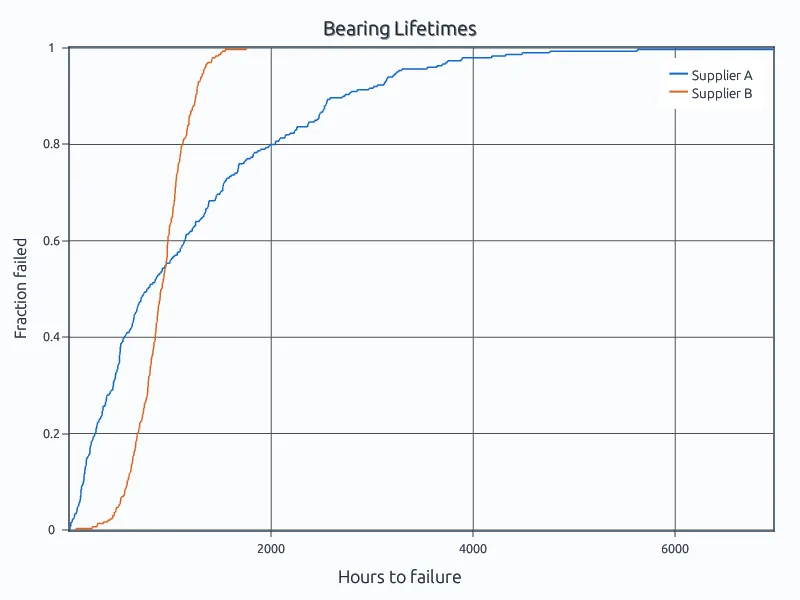 Bearing Lifetimes
Supplier A
Supplier B
Fraction failed
1
0.8
0.6
0.4
0.2
0
2000
4000
6000
Hours to failure